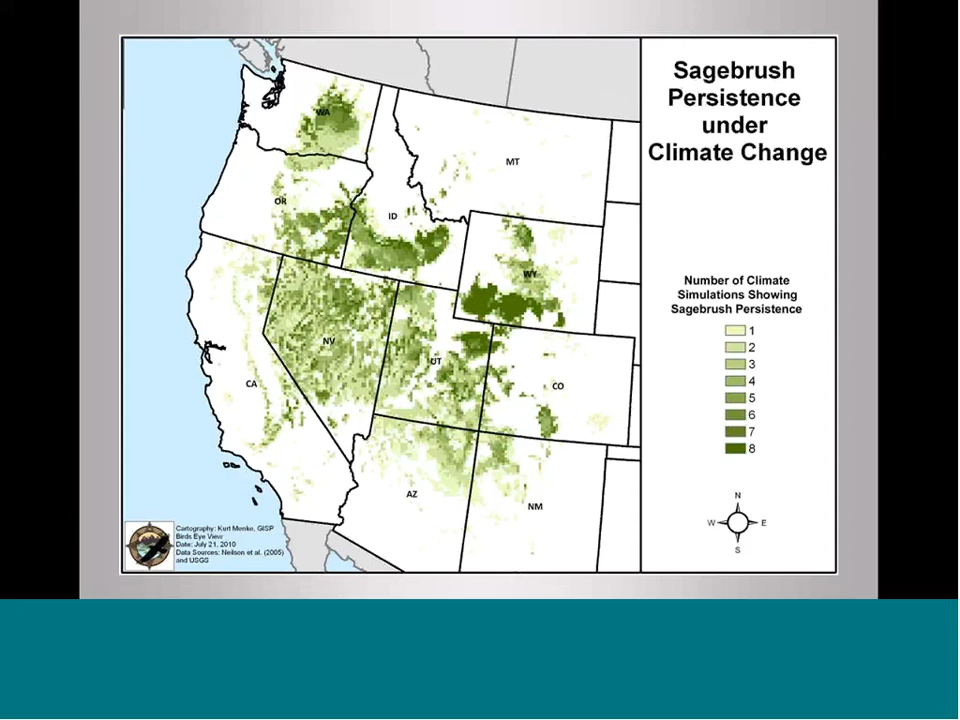 Sagebrush
Persistence
under
Climate Change
WA
MT
OR
ID
WY
NV
UT
CO
CA
AZ
NM
Number of Climate
Simulations Showing
Sagebrush Persistence
1
2
3
4
5
6
7
8
N
W
E
S
Cartography: Kurt Menke, GISP
Birds Eye View
Date: July 21, 2010
Data Sources: Neilson et al. (2005)
and USGS